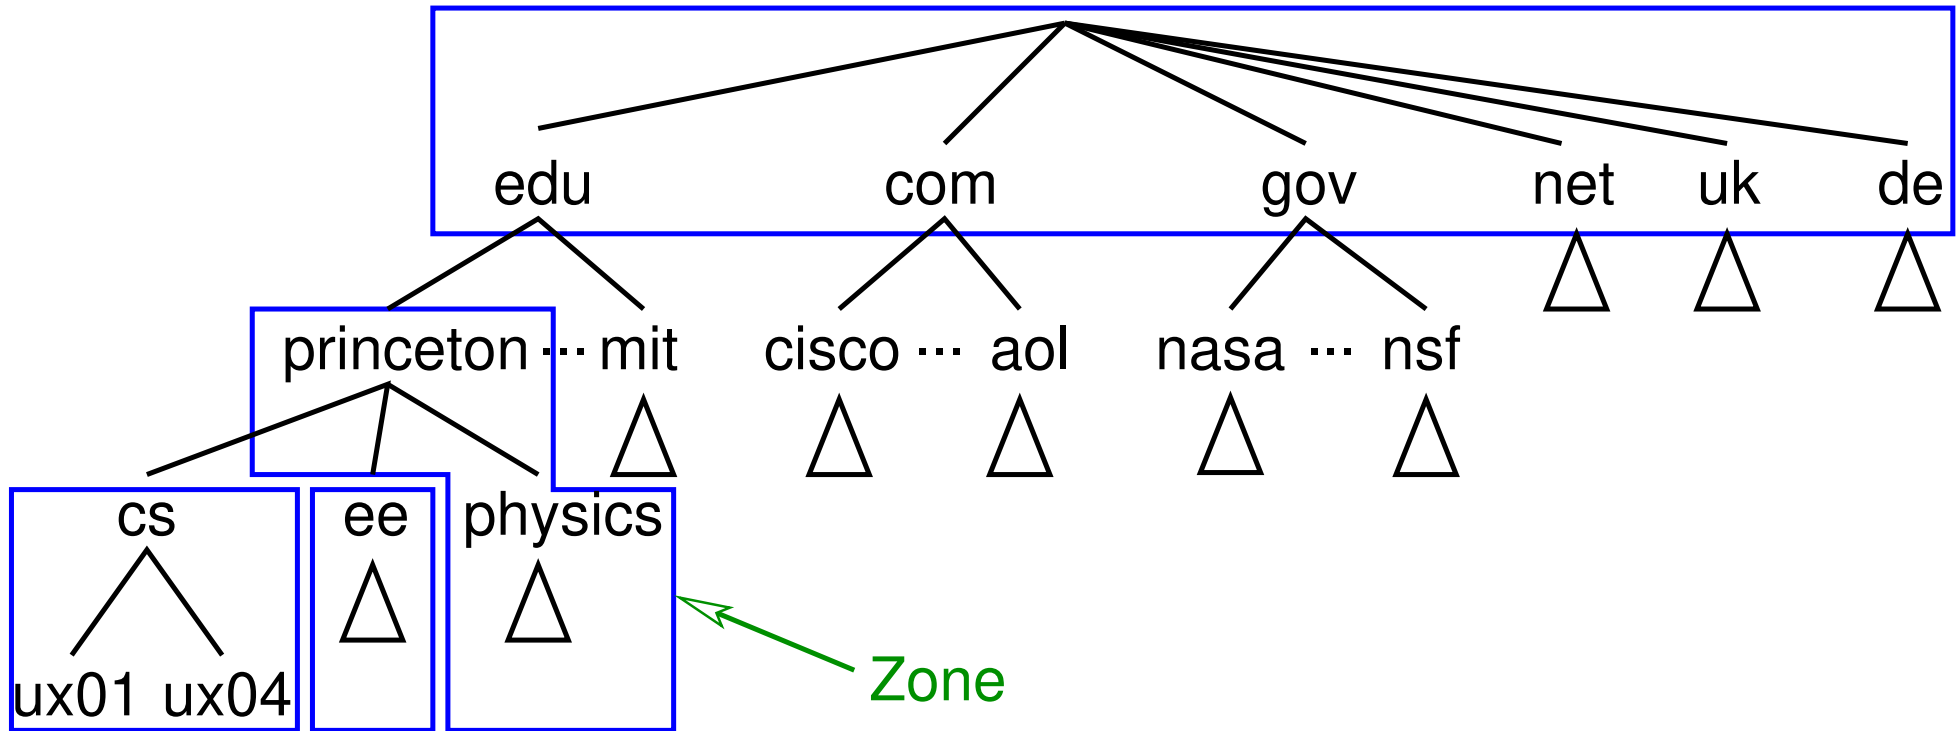 edu com gov net uk de
princeton ... mit cisco ... aol nasa ... nsf
cs ee physics
ux01 ux04
Zone